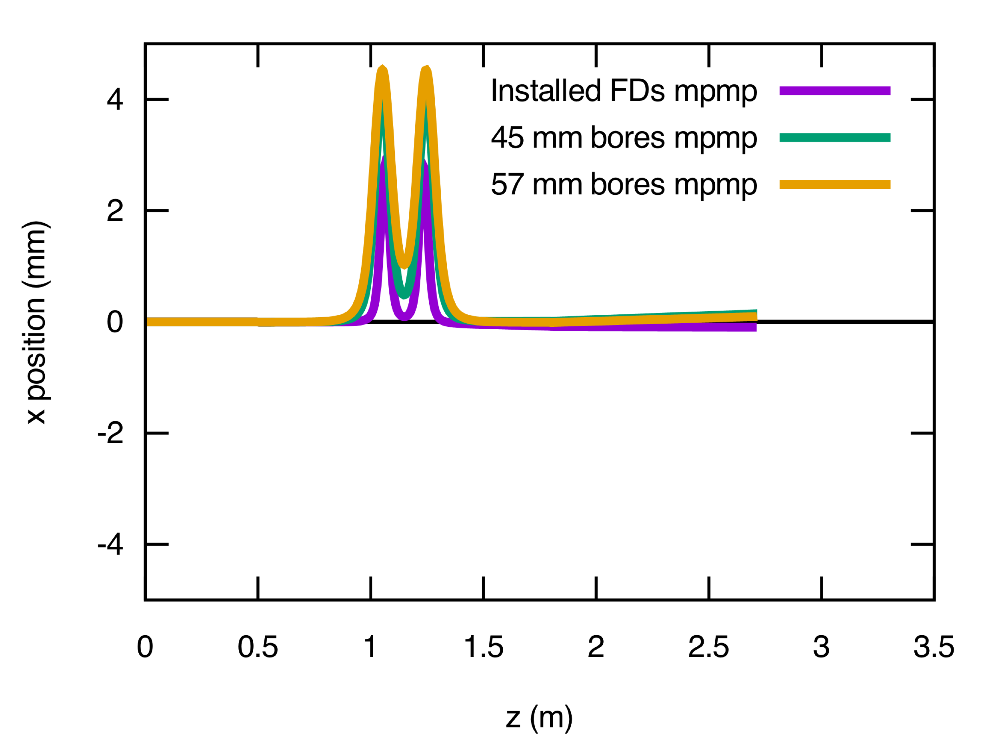 Installed FDs mpmp
45 mm bores mpmp
57 mm bores mpmp
4
2
0
-2
-4
x position (mm)
0 0.5 1 1.5 2 2.5 3 3.5
z (m)